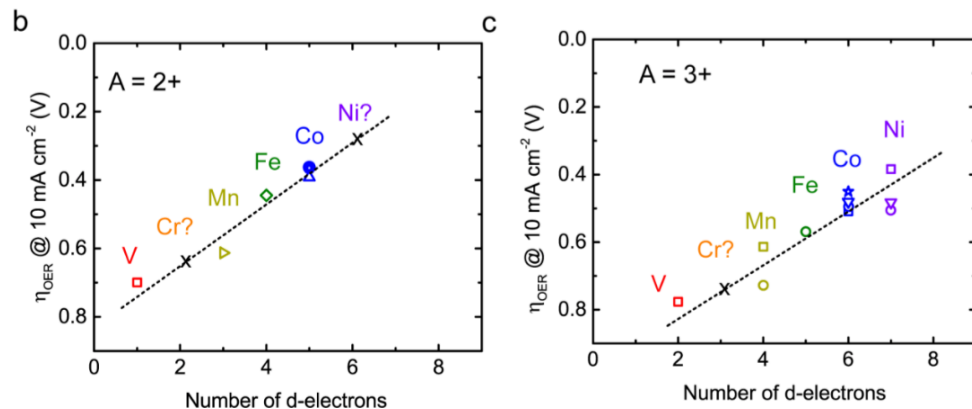 b
0.0
0.2
0.4
0.6
0.8
η_OER @ 10 mA cm⁻² (V)
A = 2+
V
Cr?
Mn
Fe
Co
Ni?
0 2 4 6 8
Number of d-electrons
c
0.0
0.2
0.4
0.6
0.8
η_OER @ 10 mA cm⁻² (V)
A = 3+
V
Cr?
Mn
Fe
Co
Ni
0 2 4 6 8
Number of d-electrons